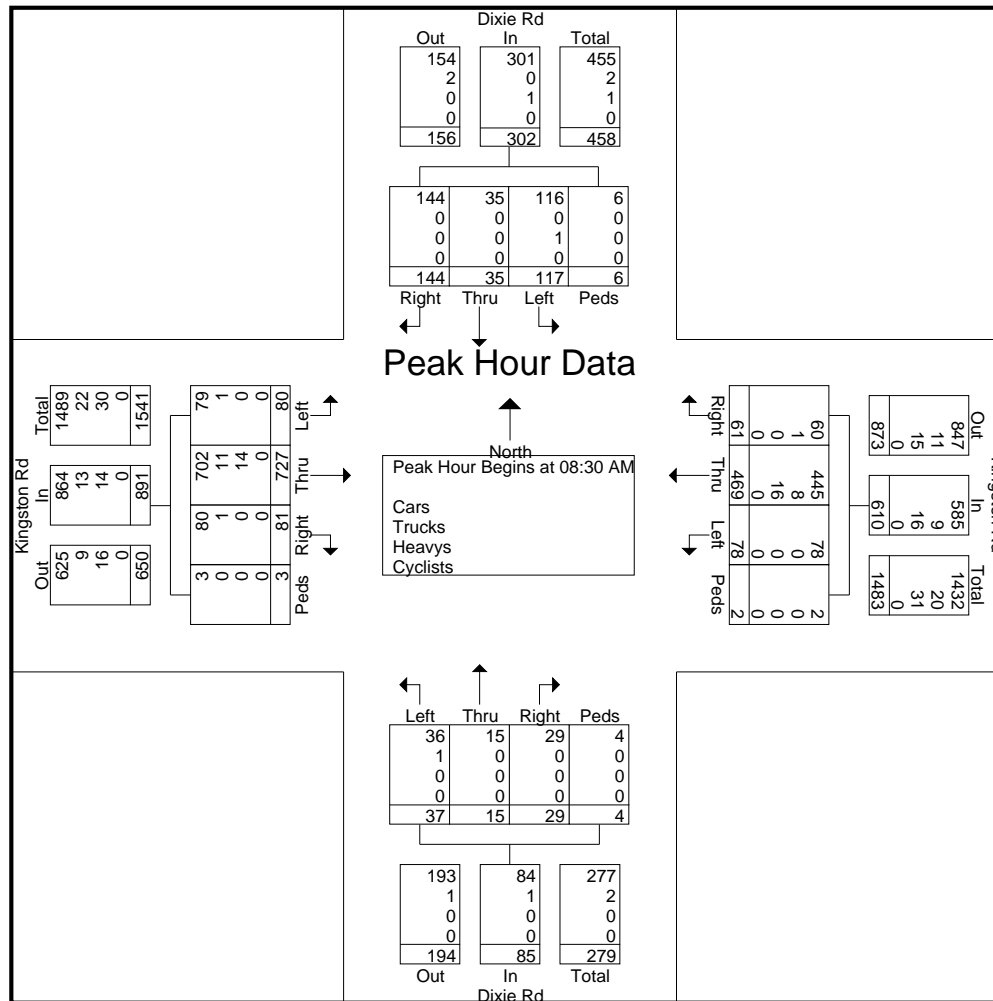 Dixie Rd
Out In Total
154 301 455
2 0 2
0 1 1
0 0 0
156 302 458
144 35 116 6
0 0 0 0
0 0 1 0
0 0 0 0
144 35 117 6
Right Thru Left Peds
Peak Hour Data
Kingston Rd
Out In Total
625 864 1489
9 13 22
16 14 30
0 0 0
650 891 1541
3 80 702 79
0 1 11 1
0 0 14 0
0 0 0 0
3 81 727 80
Peds Right Thru Left
North
Peak Hour Begins at 08:30 AM
Cars
Trucks
Heavys
Cyclists
Out In Total
847 585 1432
11 9 20
15 16 31
0 0 0
873 610 1483
60 445 78 2
1 8 0 0
0 16 0 0
0 0 0 0
61 469 78 2
Right Thru Left Peds
Left Thru Right Peds
36 15 29 4
1 0 0 0
0 0 0 0
0 0 0 0
37 15 29 4
193 84 277
1 1 2
0 0 0
0 0 0
194 85 279
Out In Total
Dixie Rd